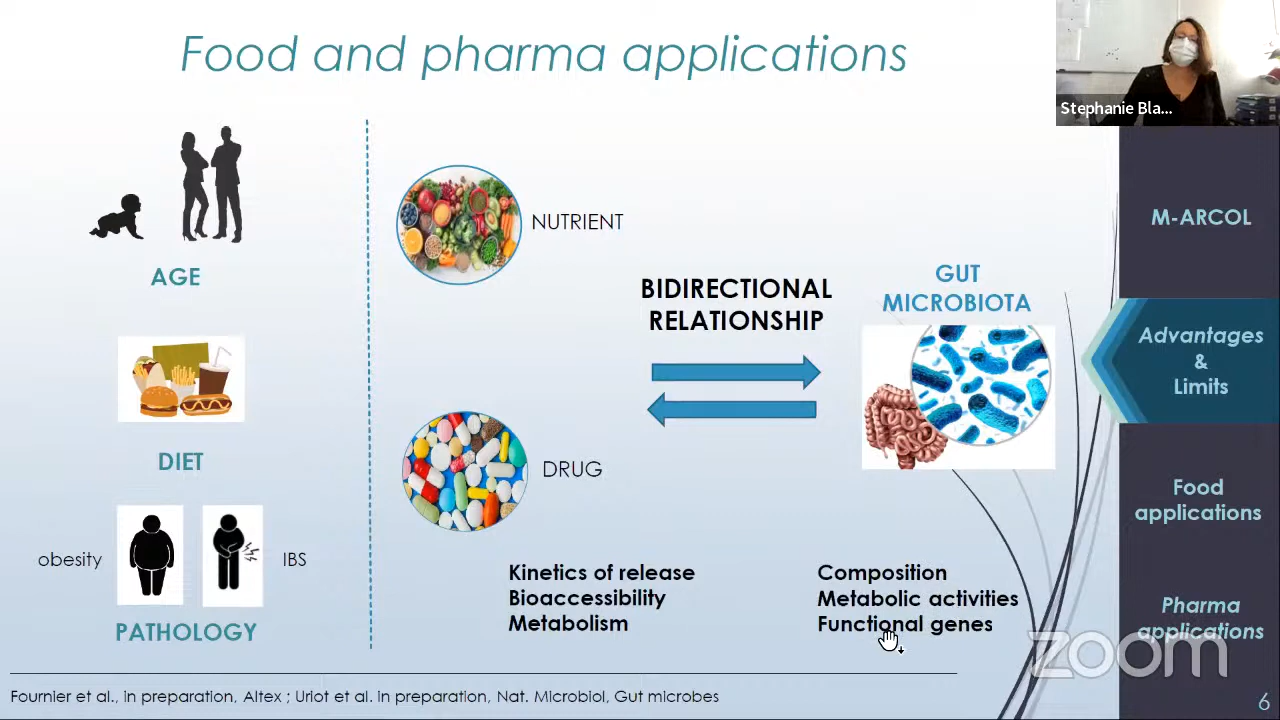 Food and pharma applications
Stephanie Bla...
AGE
DIET
obesity
IBS
PATHOLOGY
NUTRIENT
DRUG
BIDIRECTIONAL
RELATIONSHIP
GUT
MICROBIOTA
Kinetics of release
Bioaccessibility
Metabolism
Composition
Metabolic activities
Functional genes
M-ARCOL
Advantages
&
Limits
Food
applications
Pharma
applications
zoom
Fournier et al., in preparation, Altex ; Uriot et al. in preparation, Nat. Microbiol, Gut microbes
6